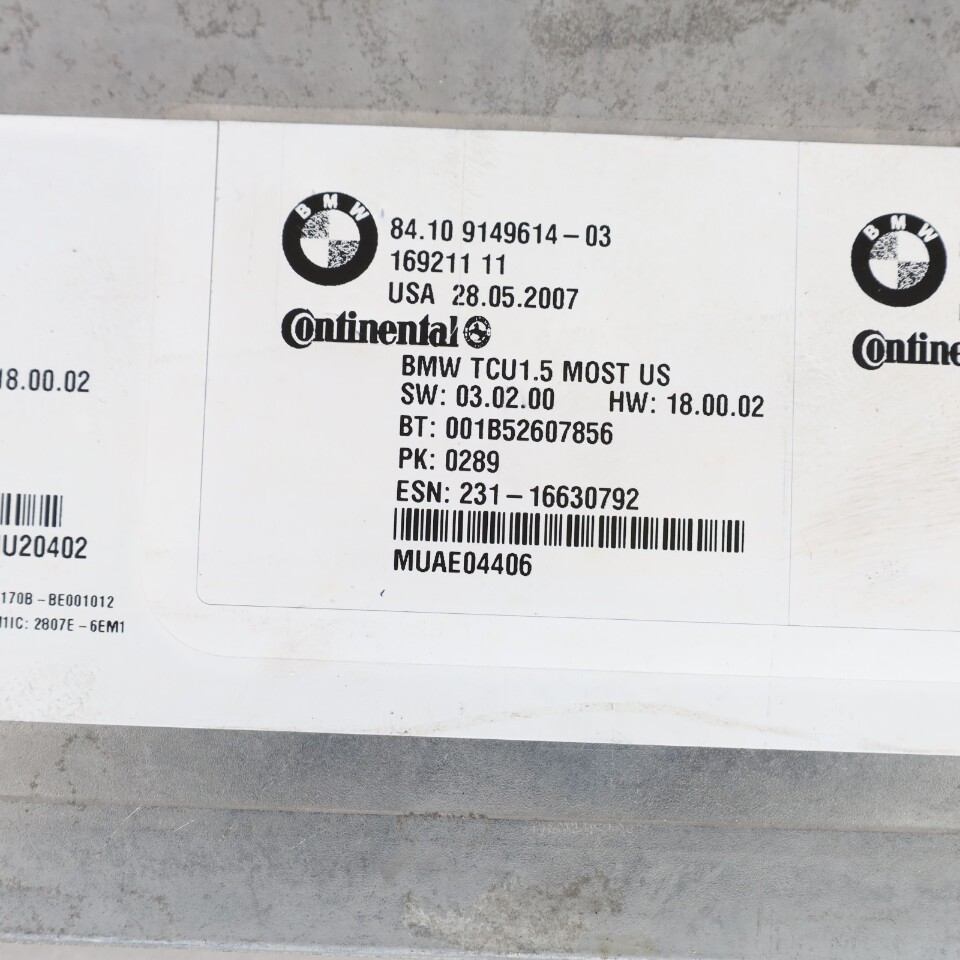 BMW
84.10 9149614-03
169211 11
USA 28.05.2007
Continental
BMW TCU1.5 MOST US
SW: 03.02.00 HW: 18.00.02
BT: 001B52607856
PK: 0289
ESN: 231-16630792
MUAE04406
18.00.02
U20402
170B-BE001012
IC: 2807E-6EM1
BMW
Contine